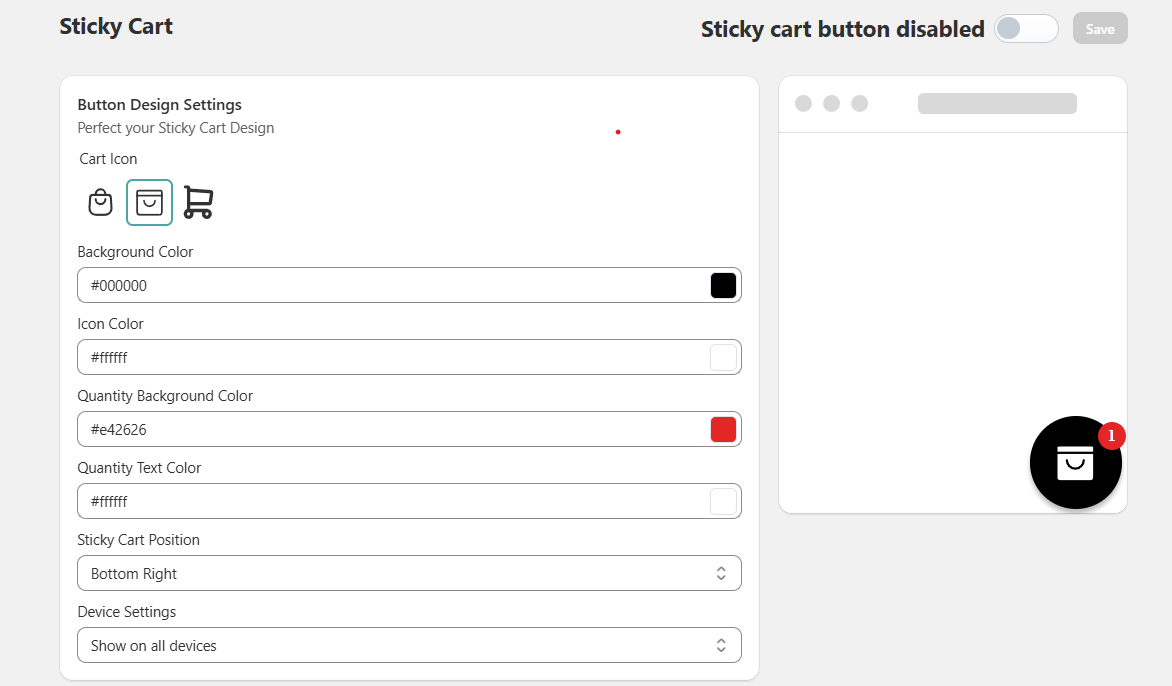 Sticky Cart
Sticky cart button disabled
Save
Button Design Settings
Perfect your Sticky Cart Design
Cart Icon
Background Color
#000000
Icon Color
#ffffff
Quantity Background Color
#e42626
Quantity Text Color
#ffffff
Sticky Cart Position
Bottom Right
Device Settings
Show on all devices
1